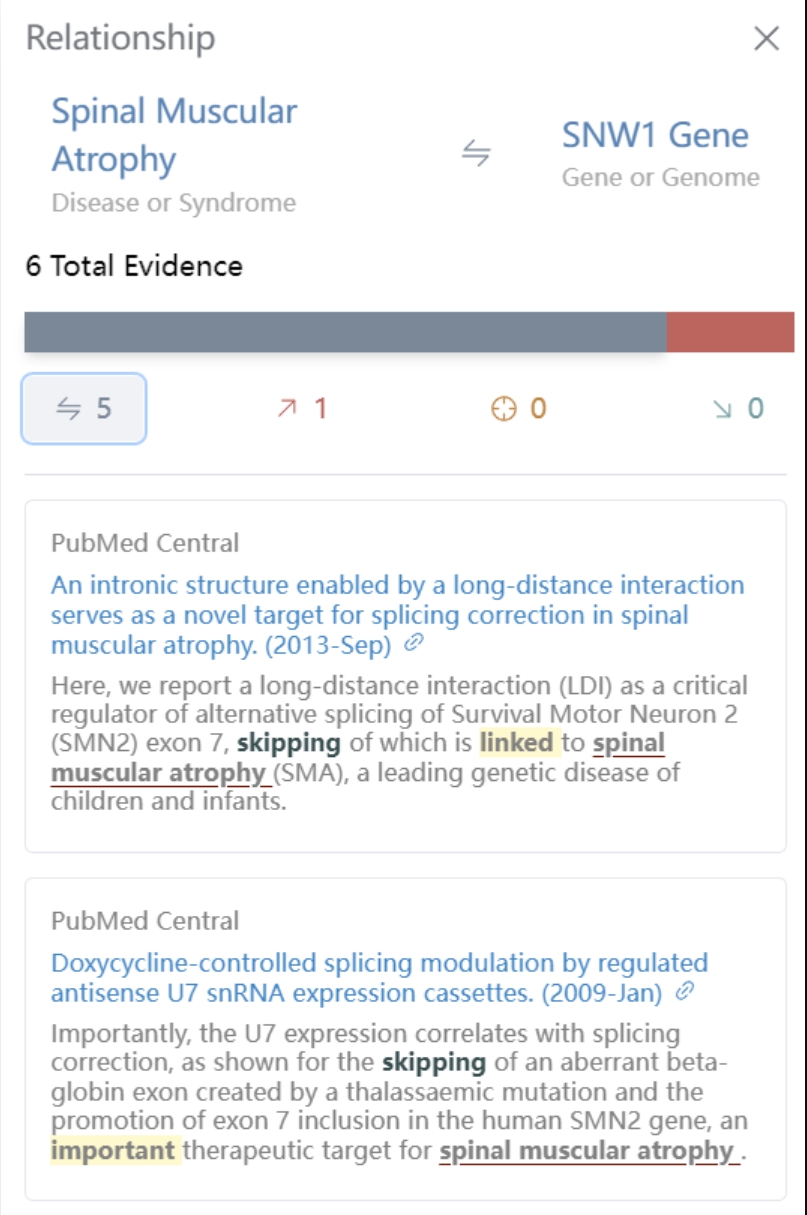 Relationship
Spinal Muscular
Atrophy
Disease or Syndrome
SNW1 Gene
Gene or Genome
6 Total Evidence
5
1
0
0
PubMed Central
An intronic structure enabled by a long-distance interaction
serves as a novel target for splicing correction in spinal
muscular atrophy. (2013-Sep)
Here, we report a long-distance interaction (LDI) as a critical
regulator of alternative splicing of Survival Motor Neuron 2
(SMN2) exon 7, skipping of which is linked to spinal
muscular atrophy (SMA), a leading genetic disease of
children and infants.
PubMed Central
Doxycycline-controlled splicing modulation by regulated
antisense U7 snRNA expression cassettes. (2009-Jan)
Importantly, the U7 expression correlates with splicing
correction, as shown for the skipping of an aberrant beta-
globin exon created by a thalassaemic mutation and the
promotion of exon 7 inclusion in the human SMN2 gene, an
important therapeutic target for spinal muscular atrophy .